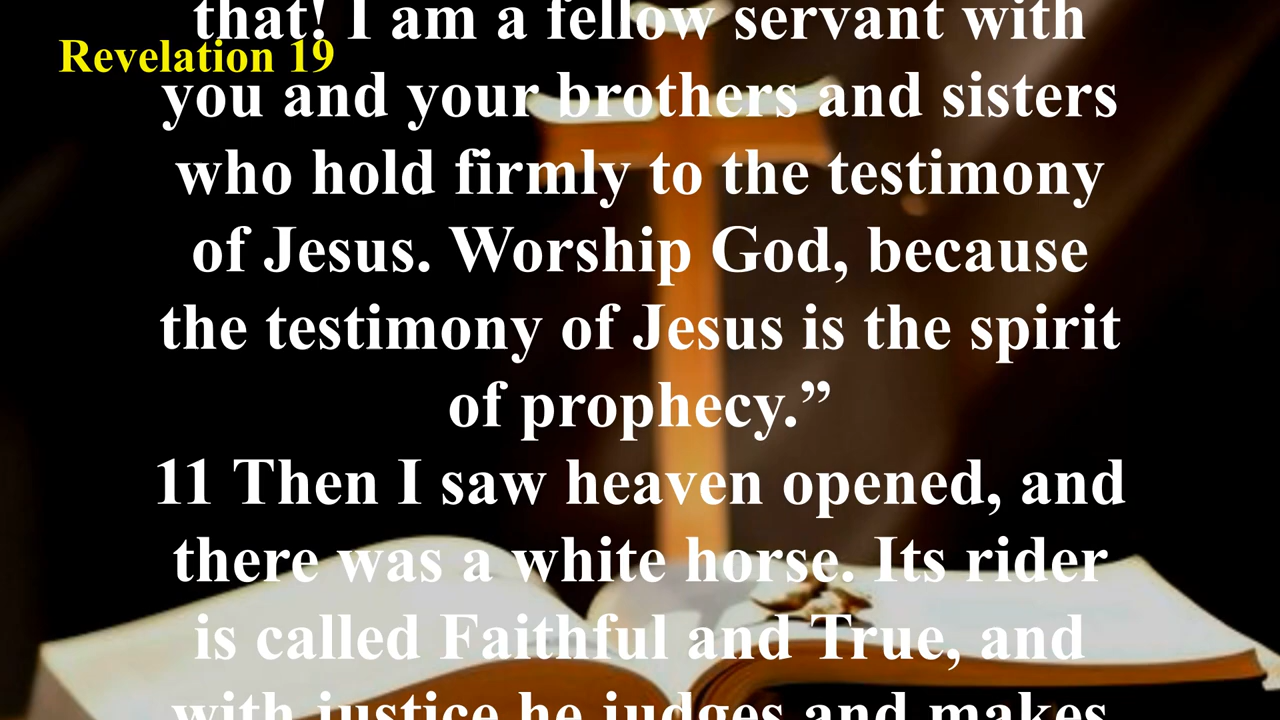 that! I am a fellow servant with
Revelation 19
you and your brothers and sisters
who hold firmly to the testimony
of Jesus. Worship God, because
the testimony of Jesus is the spirit
of prophecy.”
11 Then I saw heaven opened, and
there was a white horse. Its rider
is called Faithful and True, and
with justice he judges and makes